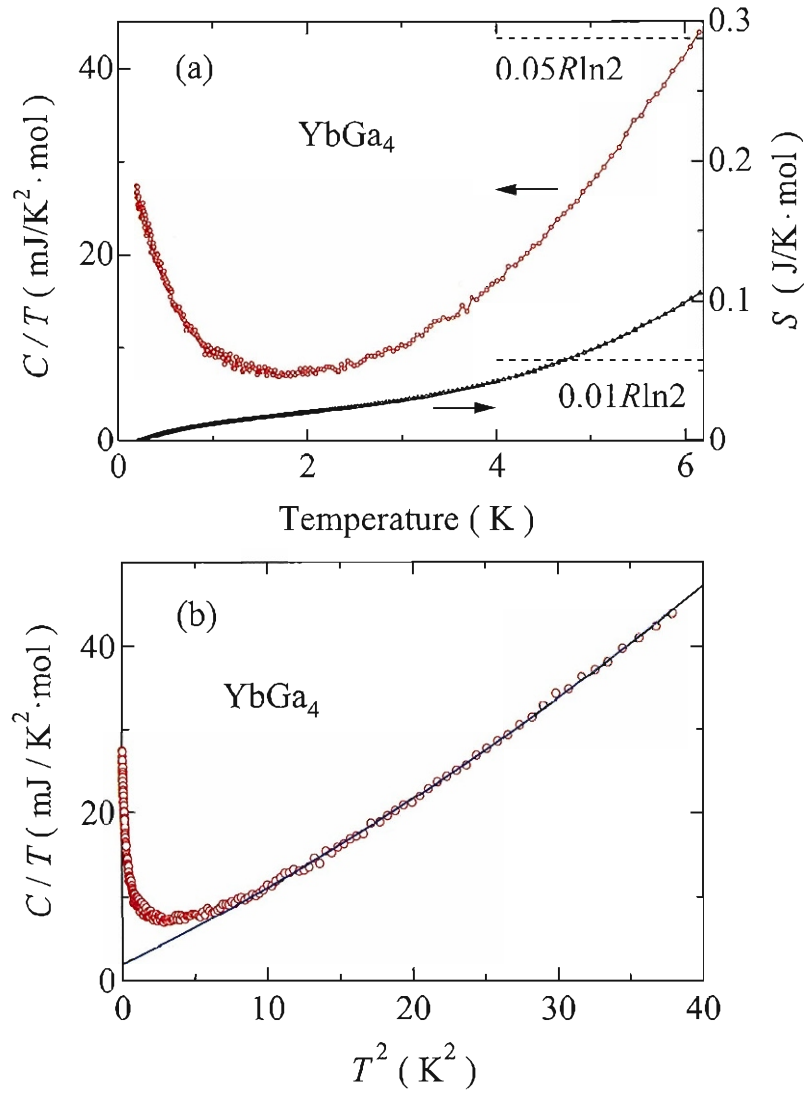 (a)
YbGa4
0.05Rln2
0.01Rln2
40
20
0
C / T ( mJ/K2 · mol)
0.3
0.2
0.1
0
S ( J/K · mol)
0 2 4 6
Temperature ( K )
(b)
YbGa4
40
20
0
C / T ( mJ / K2 ·mol)
0 10 20 30 40
T2 ( K2 )